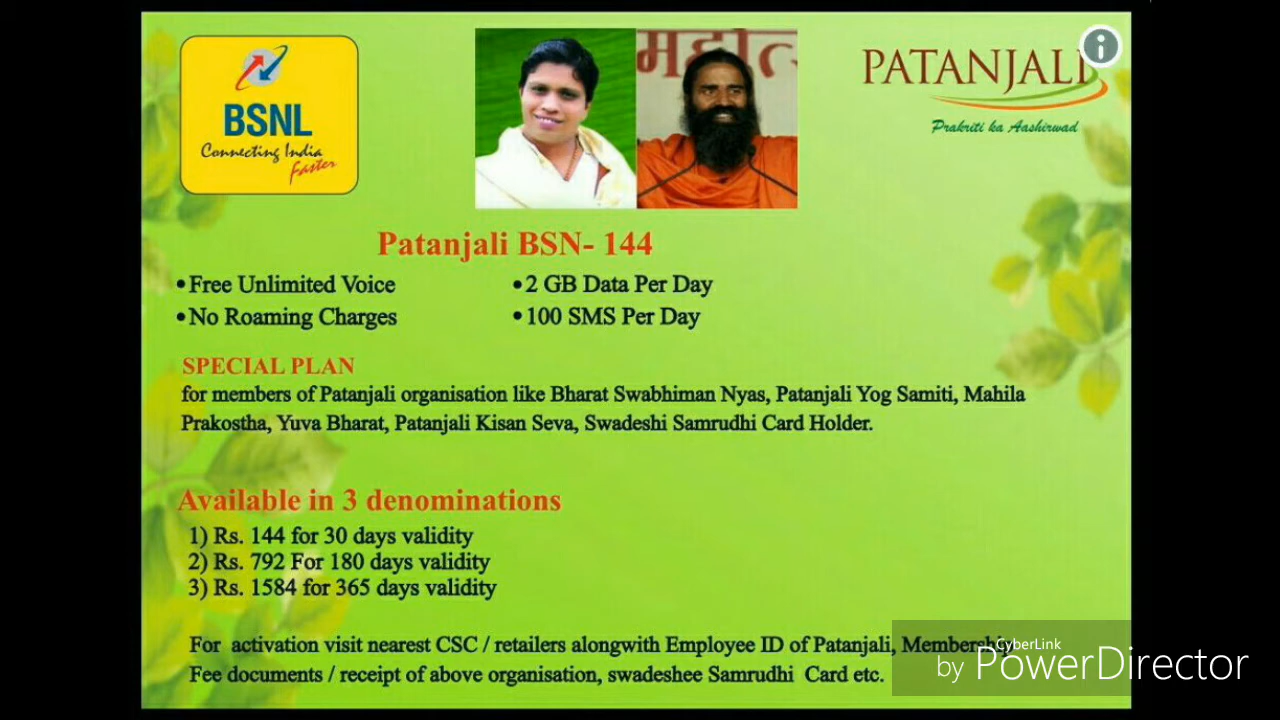 BSNL
Connecting India
Faster
महोत्स
PATANJALI
Prakriti ka Aashirwad
Patanjali BSN- 144
•Free Unlimited Voice
•2 GB Data Per Day
•No Roaming Charges
•100 SMS Per Day
SPECIAL PLAN
for members of Patanjali organisation like Bharat Swabhiman Nyas, Patanjali Yog Samiti, Mahila
Prakostha, Yuva Bharat, Patanjali Kisan Seva, Swadeshi Samrudhi Card Holder.
Available in 3 denominations
1) Rs. 144 for 30 days validity
2) Rs. 792 For 180 days validity
3) Rs. 1584 for 365 days validity
For activation visit nearest CSC / retailers alongwith Employee ID of Patanjali, Membership
Fee documents / receipt of above organisation, swadeshee Samrudhi Card etc.
CyberLink
by PowerDirector